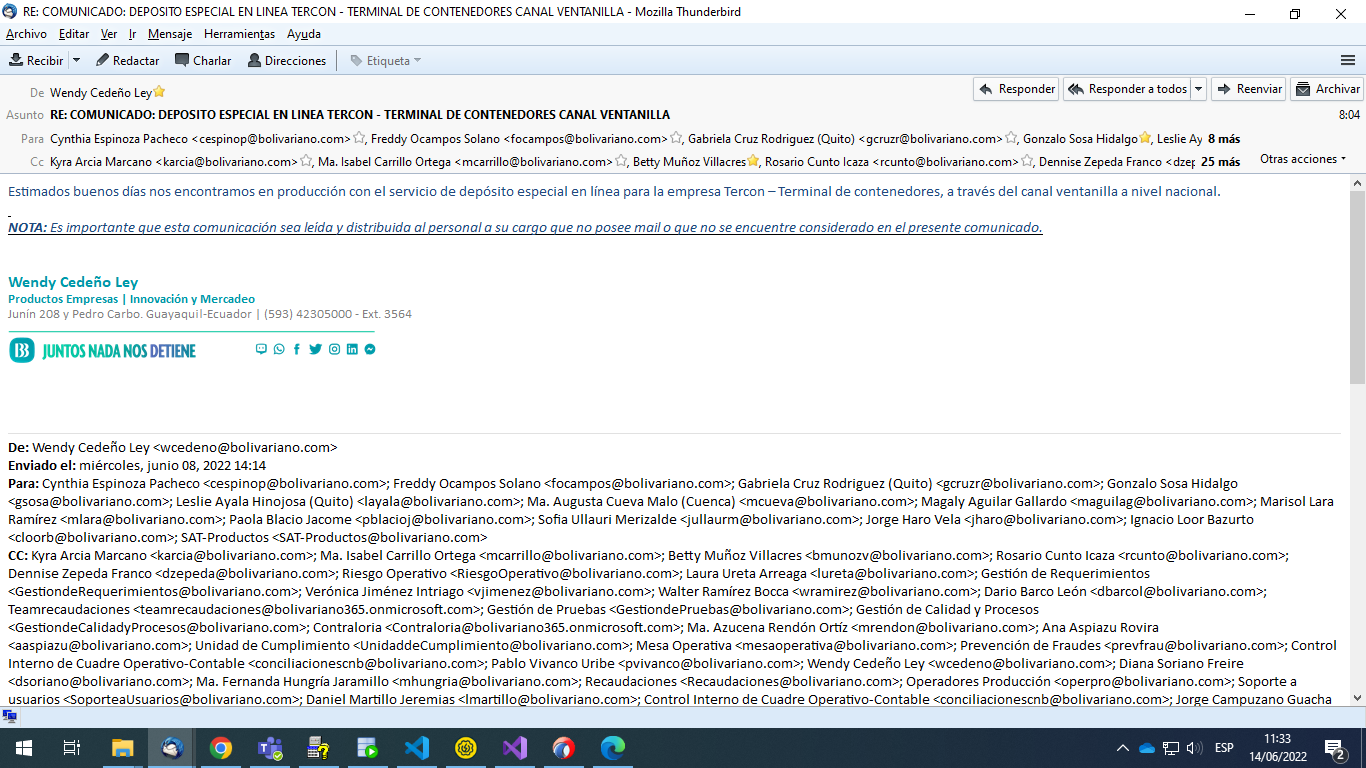 RE: COMUNICADO: DEPOSITO ESPECIAL EN LINEA TERCON - TERMINAL DE CONTENEDORES CANAL VENTANILLA - Mozilla Thunderbird
Archivo Editar Ver Ir Mensaje Herramientas Ayuda
Recibir Redactar Charlar Direcciones Etiqueta
De Wendy Cedeño Ley Responder Responder a todos Reenviar Archivar
Asunto RE: COMUNICADO: DEPOSITO ESPECIAL EN LINEA TERCON - TERMINAL DE CONTENEDORES CANAL VENTANILLA 8:04
Para Cynthia Espinoza Pacheco <cespinop@bolivariano.com>, Freddy Ocampos Solano <focampos@bolivariano.com>, Gabriela Cruz Rodriguez (Quito) <gcruzr@bolivariano.com>, Gonzalo Sosa Hidalgo, Leslie Ay 8 más
Cc Kyra Arcia Marcano <karcia@bolivariano.com>, Ma. Isabel Carrillo Ortega <mcarrillo@bolivariano.com>, Betty Muñoz Villacres, Rosario Cunto Icaza <rcunto@bolivariano.com>, Dennise Zepeda Franco <dzep 25 más Otras acciones
Estimados buenos días nos encontramos en producción con el servicio de depósito especial en línea para la empresa Tercon – Terminal de contenedores, a través del canal ventanilla a nivel nacional.
NOTA: Es importante que esta comunicación sea leída y distribuida al personal a su cargo que no posee mail o que no se encuentre considerado en el presente comunicado.
Wendy Cedeño Ley
Productos Empresas | Innovación y Mercadeo
Junín 208 y Pedro Carbo. Guayaquil-Ecuador | (593) 42305000 - Ext. 3564
B JUNTOS NADA NOS DETIENE
De: Wendy Cedeño Ley <wcedeno@bolivariano.com>
Enviado el: miércoles, junio 08, 2022 14:14
Para: Cynthia Espinoza Pacheco <cespinop@bolivariano.com>; Freddy Ocampos Solano <focampos@bolivariano.com>; Gabriela Cruz Rodriguez (Quito) <gcruzr@bolivariano.com>; Gonzalo Sosa Hidalgo
<gsosa@bolivariano.com>; Leslie Ayala Hinojosa (Quito) <layala@bolivariano.com>; Ma. Augusta Cueva Malo (Cuenca) <mcueva@bolivariano.com>; Magaly Aguilar Gallardo <maguilag@bolivariano.com>; Marisol Lara
Ramírez <mlara@bolivariano.com>; Paola Blacio Jacome <pblacioj@bolivariano.com>; Sofia Ullauri Merizalde <jullaurm@bolivariano.com>; Jorge Haro Vela <jharo@bolivariano.com>; Ignacio Loor Bazurto
<cloorb@bolivariano.com>; SAT-Productos <SAT-Productos@bolivariano.com>
CC: Kyra Arcia Marcano <karcia@bolivariano.com>; Ma. Isabel Carrillo Ortega <mcarrillo@bolivariano.com>; Betty Muñoz Villacres <bmunozv@bolivariano.com>; Rosario Cunto Icaza <rcunto@bolivariano.com>;
Dennise Zepeda Franco <dzepeda@bolivariano.com>; Riesgo Operativo <RiesgoOperativo@bolivariano.com>; Laura Ureta Arreaga <lureta@bolivariano.com>; Gestión de Requerimientos
<GestiondeRequerimientos@bolivariano.com>; Verónica Jiménez Intriago <vjimenez@bolivariano.com>; Walter Ramírez Bocca <wramirez@bolivariano.com>; Dario Barco León <dbarcol@bolivariano.com>;
Teamrecaudaciones <teamrecaudaciones@bolivariano365.onmicrosoft.com>; Gestión de Pruebas <GestiondePruebas@bolivariano.com>; Gestión de Calidad y Procesos
<GestiondeCalidadyProcesos@bolivariano.com>; Contraloria <Contraloria@bolivariano365.onmicrosoft.com>; Ma. Azucena Rendón Ortíz <mrendon@bolivariano.com>; Ana Aspiazu Rovira
<aaspiazu@bolivariano.com>; Unidad de Cumplimiento <UnidaddeCumplimiento@bolivariano.com>; Mesa Operativa <mesaoperativa@bolivariano.com>; Prevención de Fraudes <prevfrau@bolivariano.com>; Control
Interno de Cuadre Operativo-Contable <conciliacionescnb@bolivariano.com>; Pablo Vivanco Uribe <pvivanco@bolivariano.com>; Wendy Cedeño Ley <wcedeno@bolivariano.com>; Diana Soriano Freire
<dsoriano@bolivariano.com>; Ma. Fernanda Hungría Jaramillo <mhungria@bolivariano.com>; Recaudaciones <Recaudaciones@bolivariano.com>; Operadores Producción <operpro@bolivariano.com>; Soporte a
usuarios <SoporteaUsuarios@bolivariano.com>; Daniel Martillo Jeremias <lmartillo@bolivariano.com>; Control Interno de Cuadre Operativo-Contable <conciliacionescnb@bolivariano.com>; Jorge Campuzano Guacha
ESP 11:33
14/06/2022 2